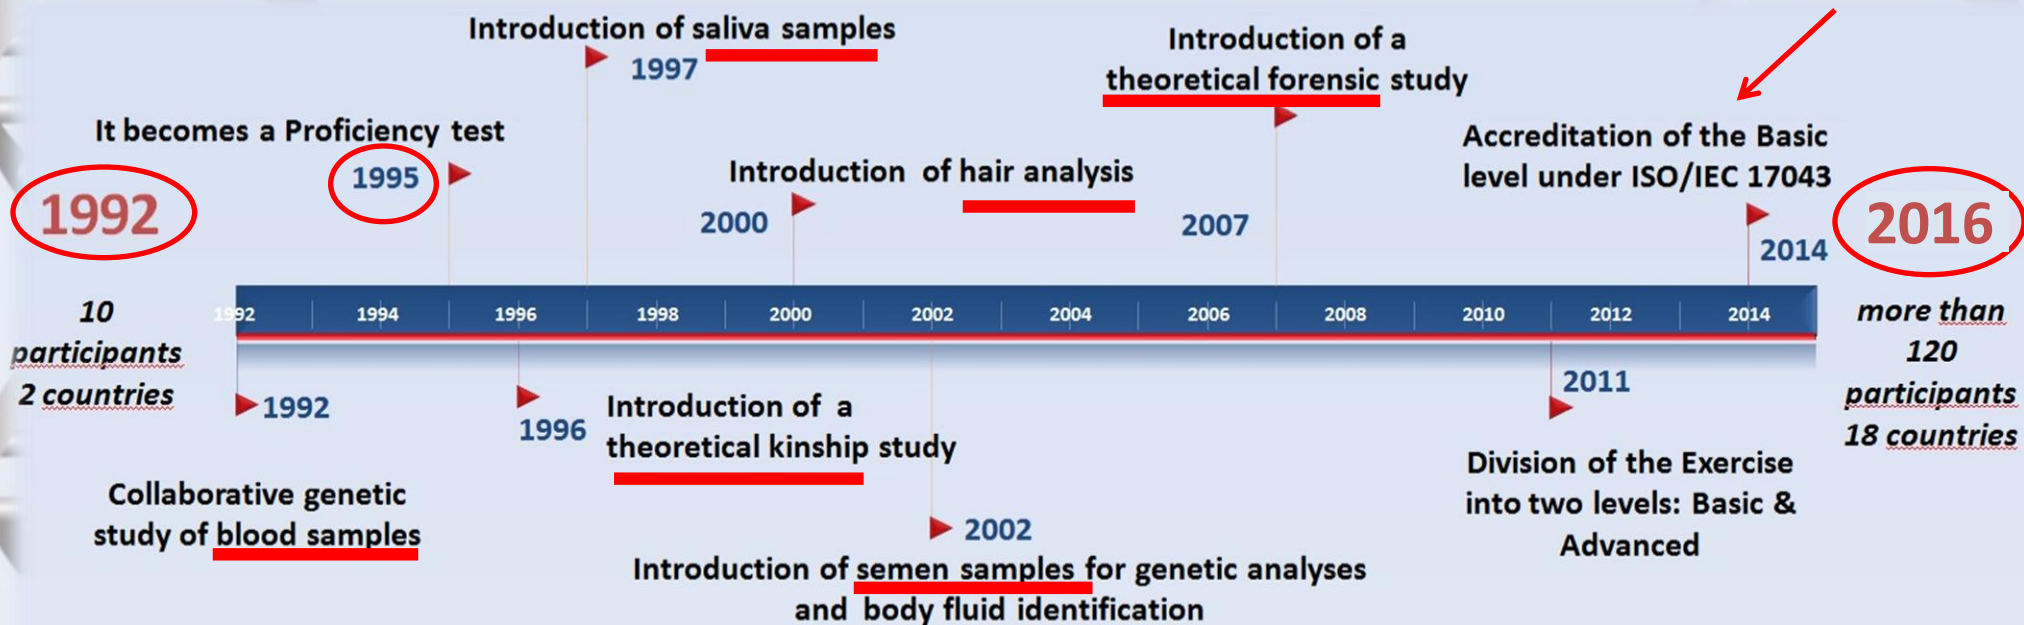 Introduction of saliva samples
1997
Introduction of a
theoretical forensic study
It becomes a Proficiency test
1995
Accreditation of the Basic
level under ISO/IEC 17043
Introduction of hair analysis
2000
2007
2014
1992
2016
10
participants
2 countries
1992 1994 1996 1998 2000 2002 2004 2006 2008 2010 2012 2014
more than
120
participants
18 countries
1992
1996
Introduction of a
theoretical kinship study
2011
Collaborative genetic
study of blood samples
Division of the Exercise
into two levels: Basic &
Advanced
2002
Introduction of semen samples for genetic analyses
and body fluid identification